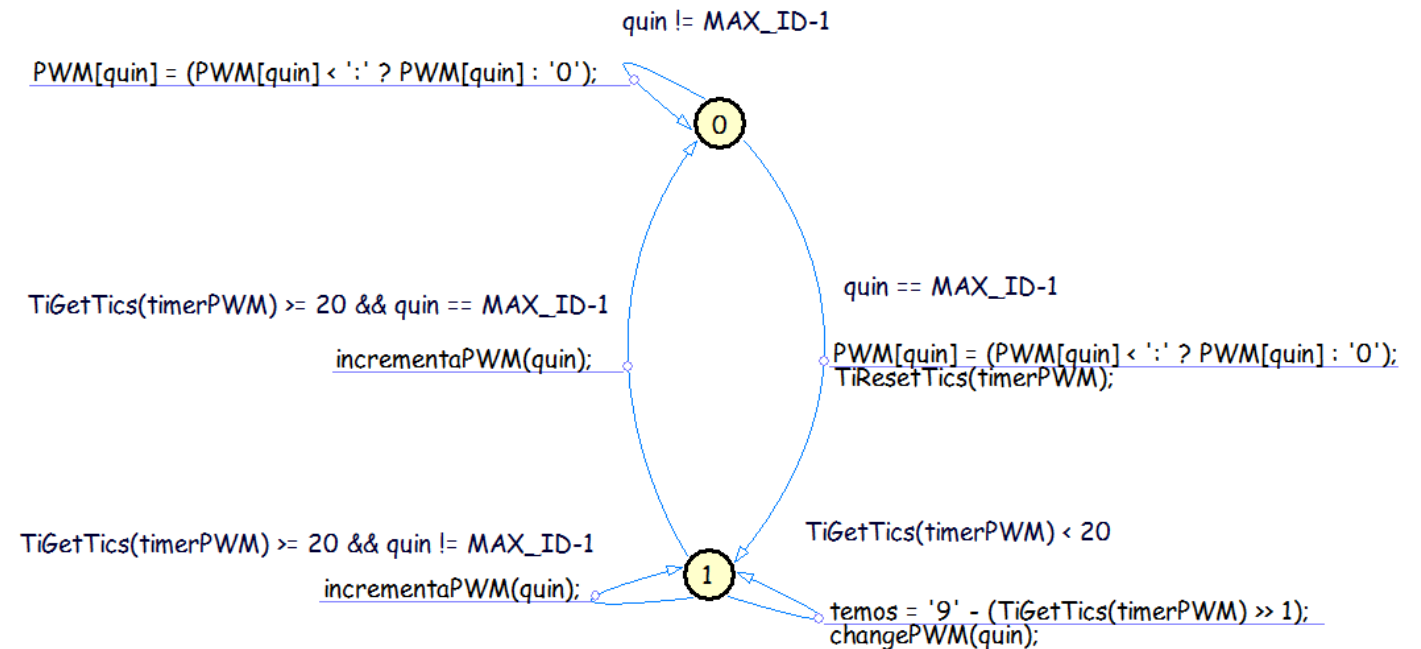 quin != MAX_ID-1
PWM[quin] = (PWM[quin] < ':' ? PWM[quin] : '0');
0
quin == MAX_ID-1
TiGetTics(timerPWM) >= 20 && quin == MAX_ID-1
incrementaPWM(quin);
PWM[quin] = (PWM[quin] < ':' ? PWM[quin] : '0');
TiResetTics(timerPWM);
TiGetTics(timerPWM) < 20
TiGetTics(timerPWM) >= 20 && quin != MAX_ID-1
1
incrementaPWM(quin);
temos = '9' - (TiGetTics(timerPWM) >> 1);
changePWM(quin);